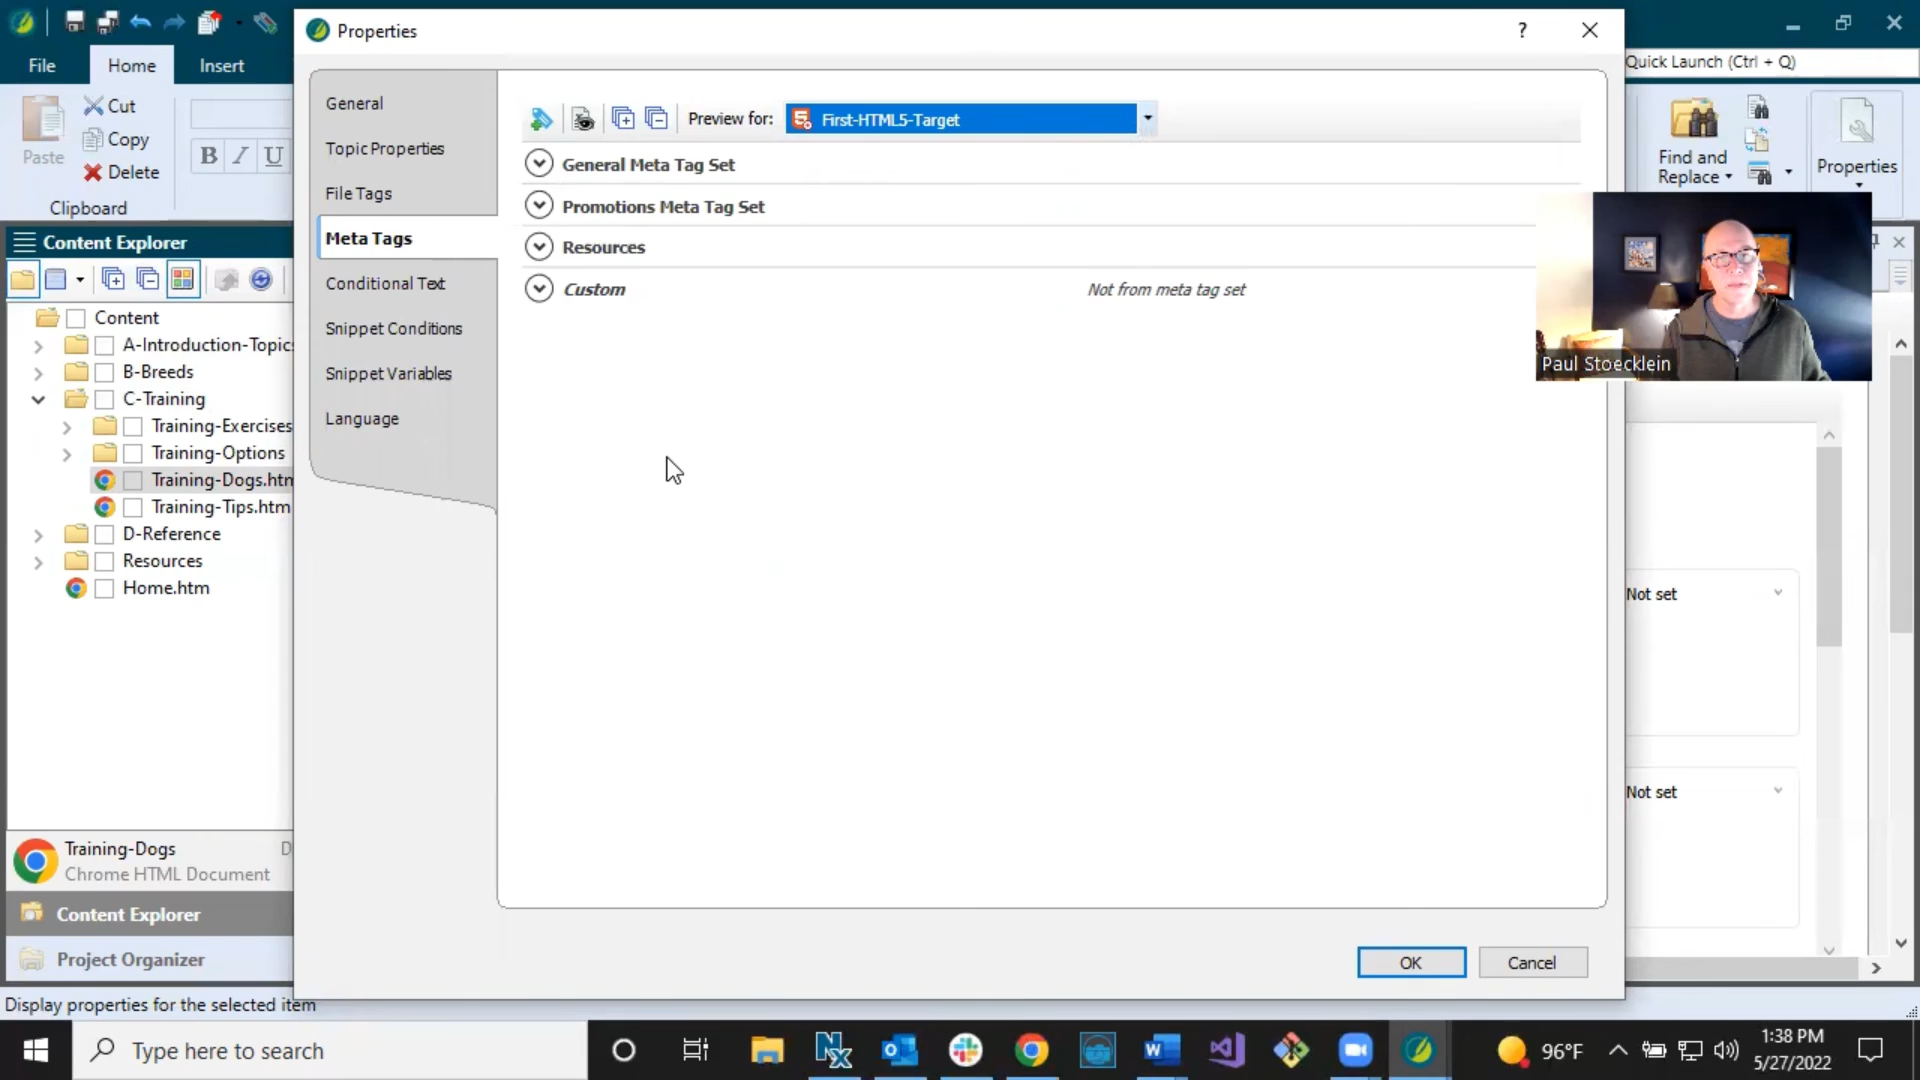 Properties
?
File
Home
Insert
Quick Launch (Ctrl + Q)
Paste
Cut
Copy
Delete
Clipboard
B I U
Find and
Replace
Properties
General
Topic Properties
File Tags
Meta Tags
Conditional Text
Snippet Conditions
Snippet Variables
Language
Preview for:
First-HTML5-Target
General Meta Tag Set
Promotions Meta Tag Set
Resources
Custom
Not from meta tag set
Paul Stoecklein
Content Explorer
Content
A-Introduction-Topics
B-Breeds
C-Training
Training-Exercises
Training-Options
Training-Dogs.htm
Training-Tips.htm
D-Reference
Resources
Home.htm
Not set
Not set
Training-Dogs
D
Chrome HTML Document
Content Explorer
Project Organizer
OK
Cancel
Display properties for the selected item
Type here to search
96°F
1:38 PM
5/27/2022